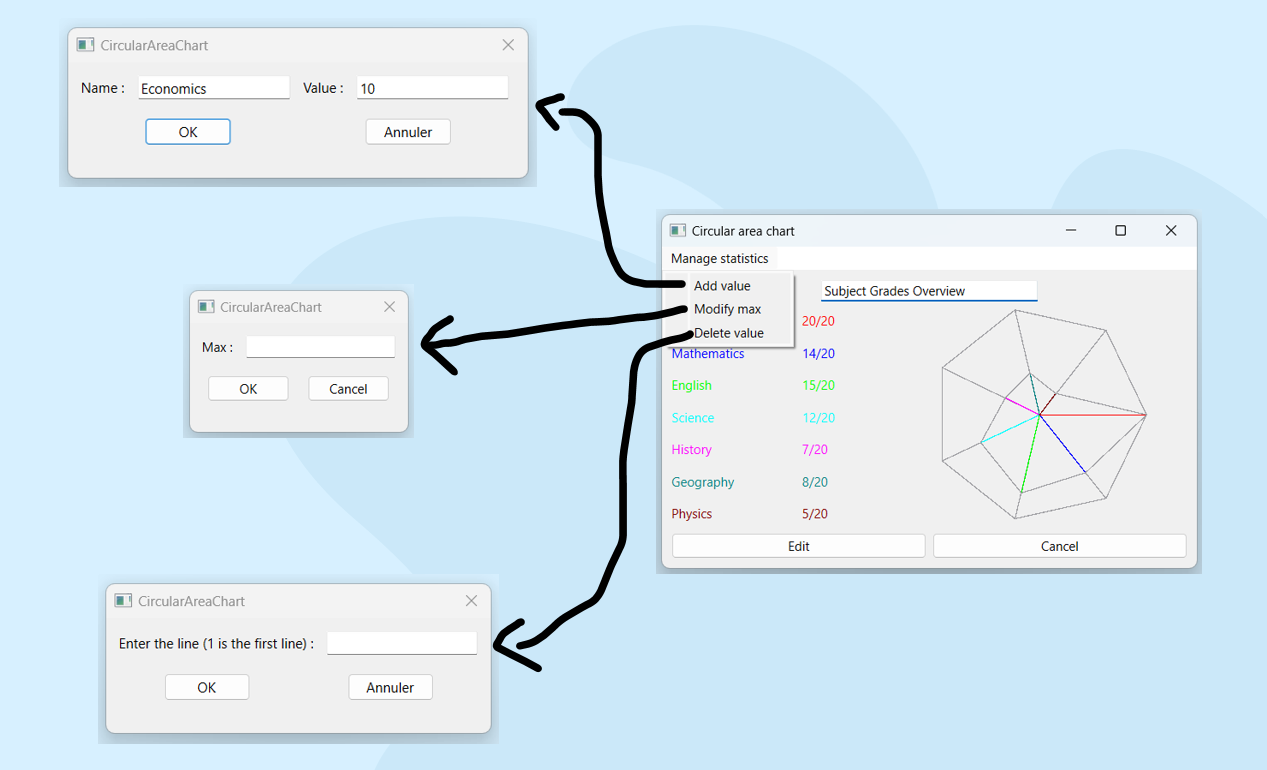 CircularAreaChart
Name : Economics Value : 10
OK Annuler
CircularAreaChart
Max :
OK Cancel
CircularAreaChart
Enter the line (1 is the first line) :
OK Annuler
Circular area chart
Manage statistics
Add value
Modify max
Delete value
Subject Grades Overview
20/20
Mathematics 14/20
English 15/20
Science 12/20
History 7/20
Geography 8/20
Physics 5/20
Edit Cancel